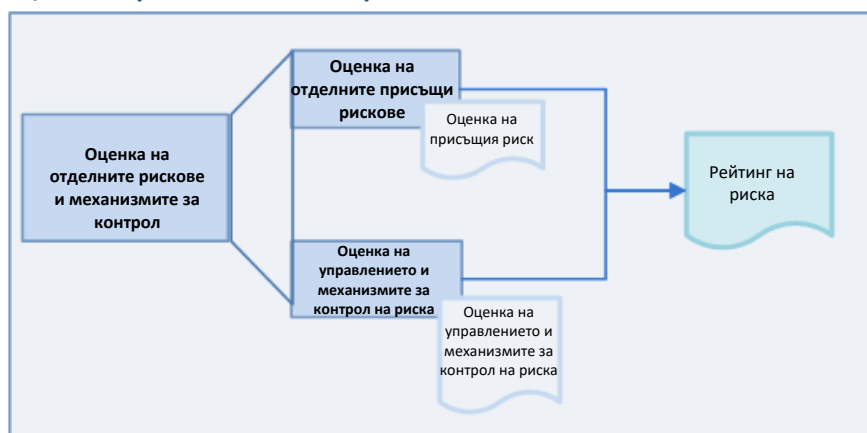 Оценка на
отделните рискове
и механизмите за
контрол
Оценка на
отделните присъщи
рискове
Оценка на
присъщия риск
Оценка на
управлението и
механизмите за
контрол на риска
Оценка на
управлението и
механизмите за
контрол на риска
Рейтинг на
риска